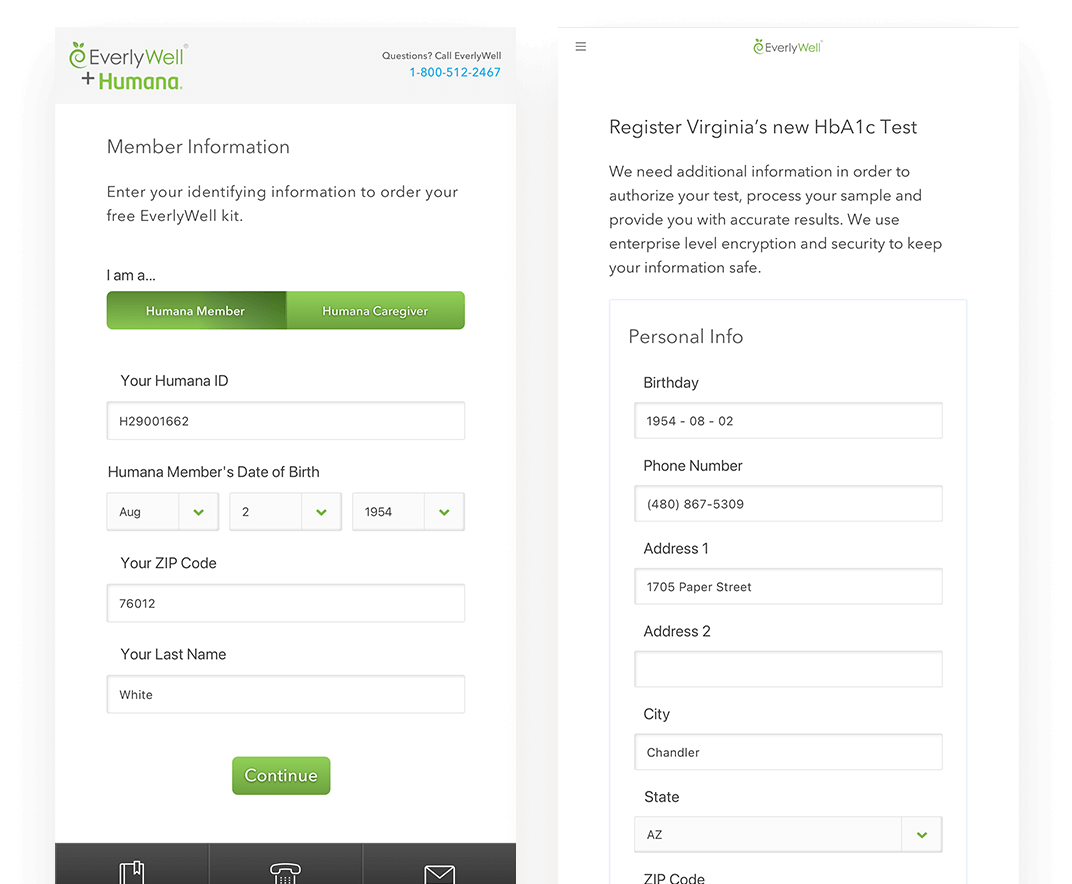 EverlyWell®
+ Humana.
Questions? Call EverlyWell
1-800-512-2467
Member Information
Enter your identifying information to order your
free EverlyWell kit.
I am a...
Humana Member
Humana Caregiver
Your Humana ID
H29001662
Humana Member's Date of Birth
Aug
2
1954
Your ZIP Code
76012
Your Last Name
White
Continue
EverlyWell
Register Virginia’s new HbA1c Test
We need additional information in order to
authorize your test, process your sample and
provide you with accurate results. We use
enterprise level encryption and security to keep
your information safe.
Personal Info
Birthday
1954 - 08 - 02
Phone Number
(480) 867-5309
Address 1
1705 Paper Street
Address 2
City
Chandler
State
AZ
ZIP Code